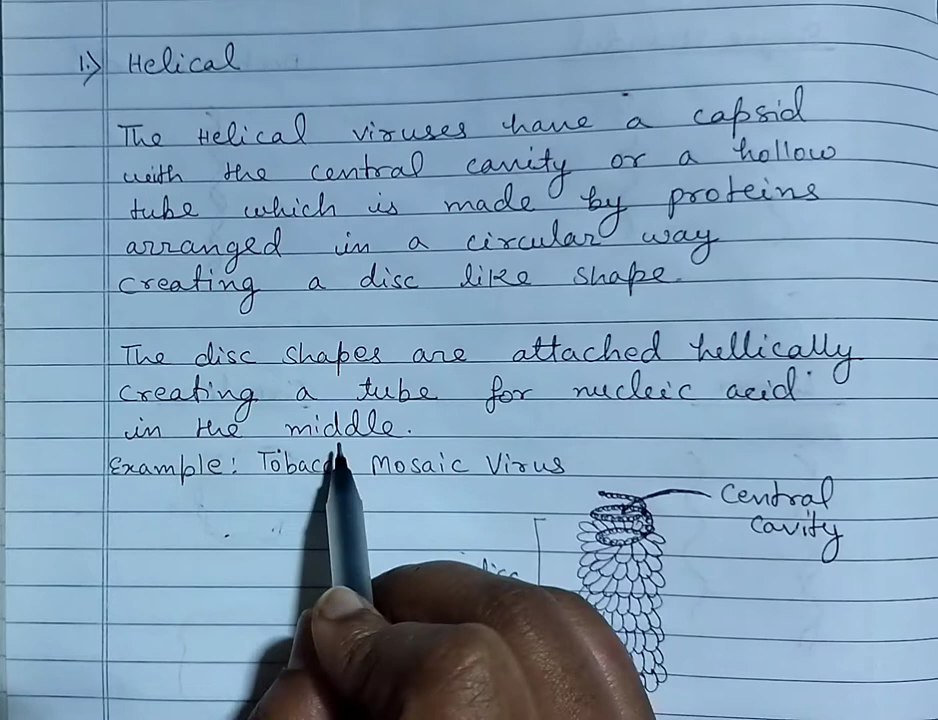 1.) Helical
The Helical viruses have a capsid
with the central cavity or a hollow
tube which is made by proteins
arranged in a circular way
creating a disc like shape.
The disc shapes are attached hellically
creating a tube for nucleic acid
in the middle.
Example: Tobacco Mosaic Virus
Central
cavity